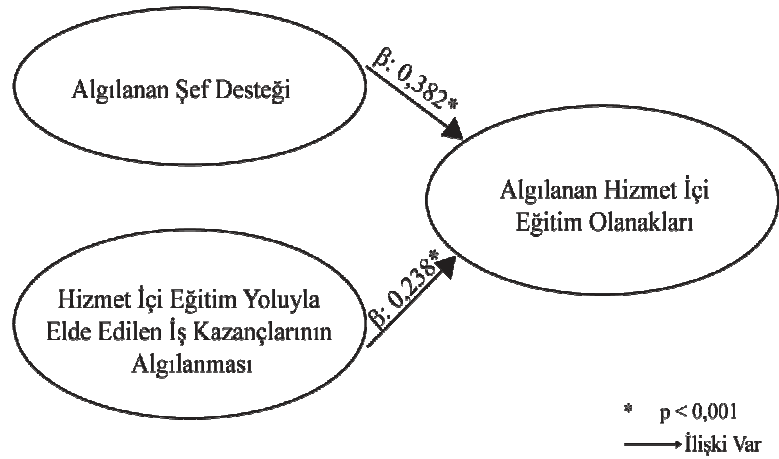 Algılanan Şef Desteği
β: 0,382*
Algılanan Hizmet İçi
Eğitim Olanakları
Hizmet İçi Eğitim Yoluyla
Elde Edilen İş Kazançlarının
Algılanması
β: 0,238*
* p < 0,001
İlişki Var